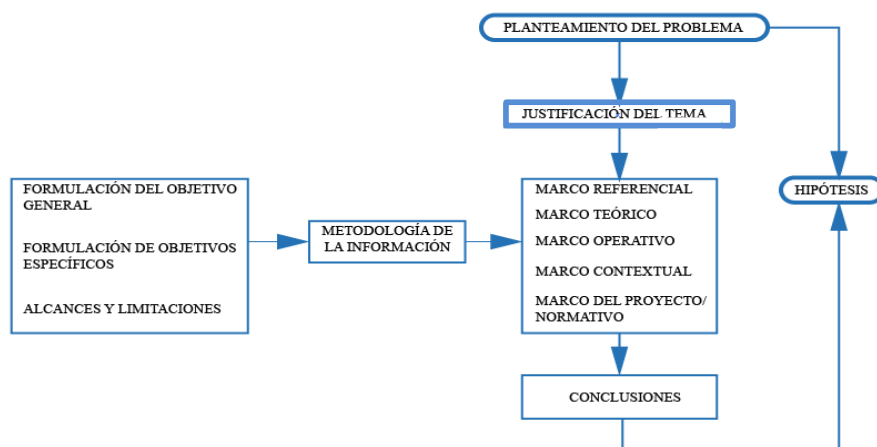 PLANTEAMIENTO DEL PROBLEMA
JUSTIFICACIÓN DEL TEMA
FORMULACIÓN DEL OBJETIVO
GENERAL
FORMULACIÓN DE OBJETIVOS
ESPECÍFICOS
ALCANCES Y LIMITACIONES
METODOLOGÍA DE
LA INFORMACIÓN
MARCO REFERENCIAL
MARCO TEÓRICO
MARCO OPERATIVO
MARCO CONTEXTUAL
MARCO DEL PROYECTO/
NORMATIVO
HIPÓTESIS
CONCLUSIONES